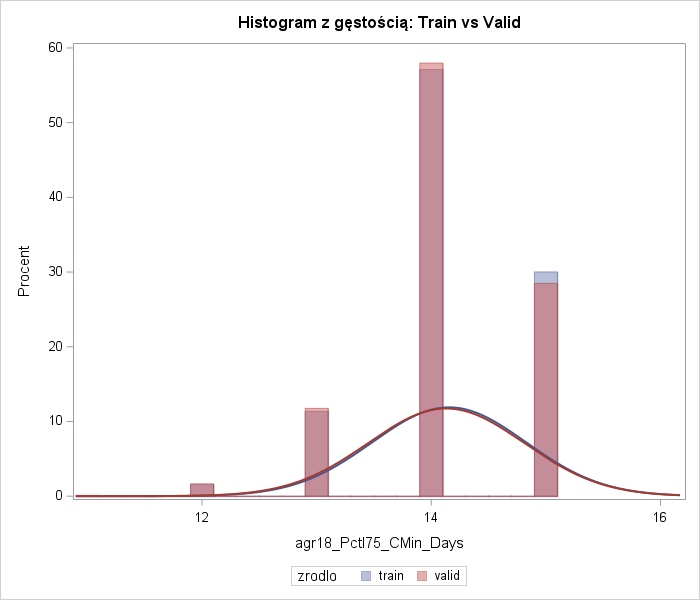 Histogram z gęstością: Train vs Valid
60
50
40
30
20
10
0
Procent
12 14 16
agr18_Pctl75_CMin_Days
zrodlo train valid